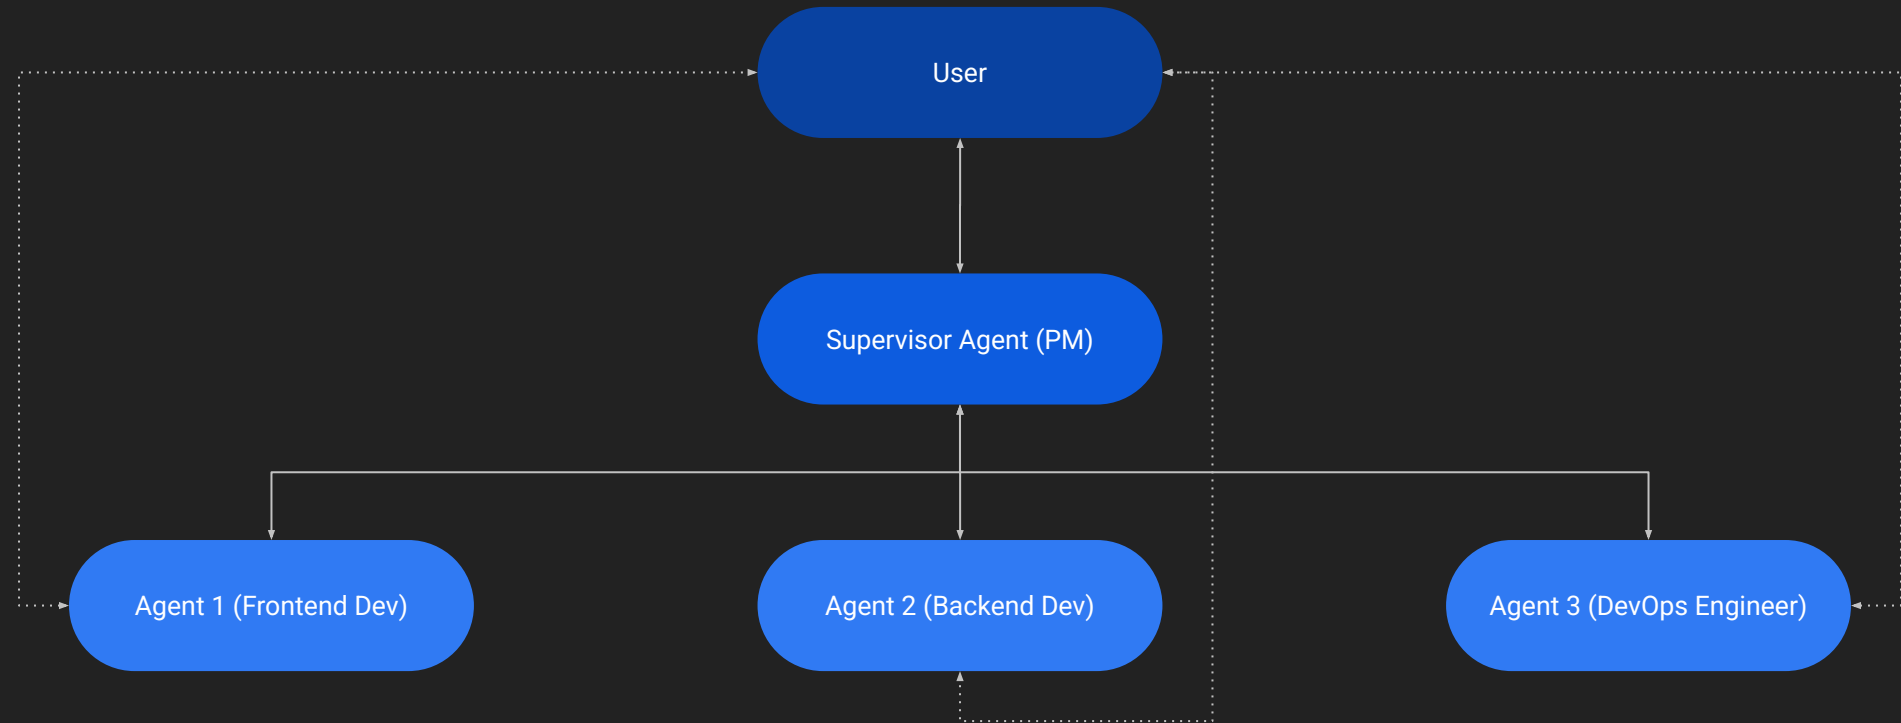 User
Supervisor Agent (PM)
Agent 1 (Frontend Dev)
Agent 2 (Backend Dev)
Agent 3 (DevOps Engineer)